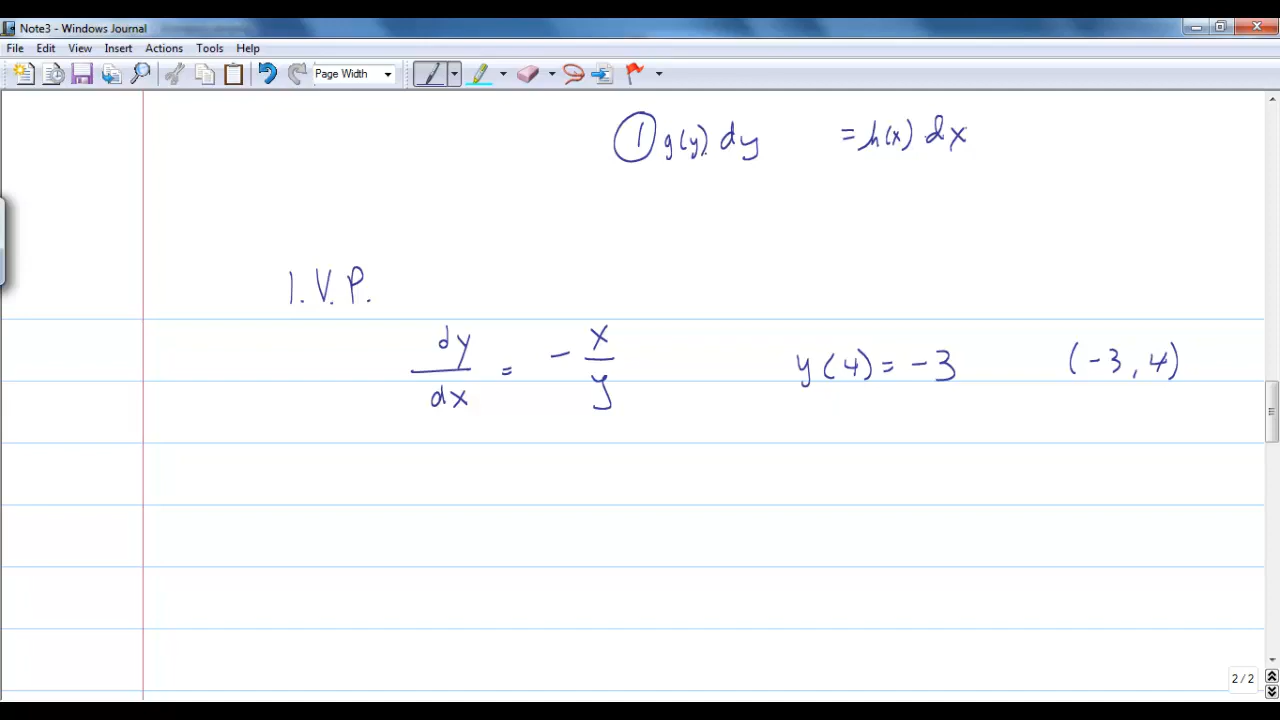 Note3 - Windows Journal
File Edit View Insert Actions Tools Help
Page Width
① g(y) dy = h(x) dx
I.V.P.
dy/dx = - x/y y(4) = -3 (-3, 4)
2 / 2